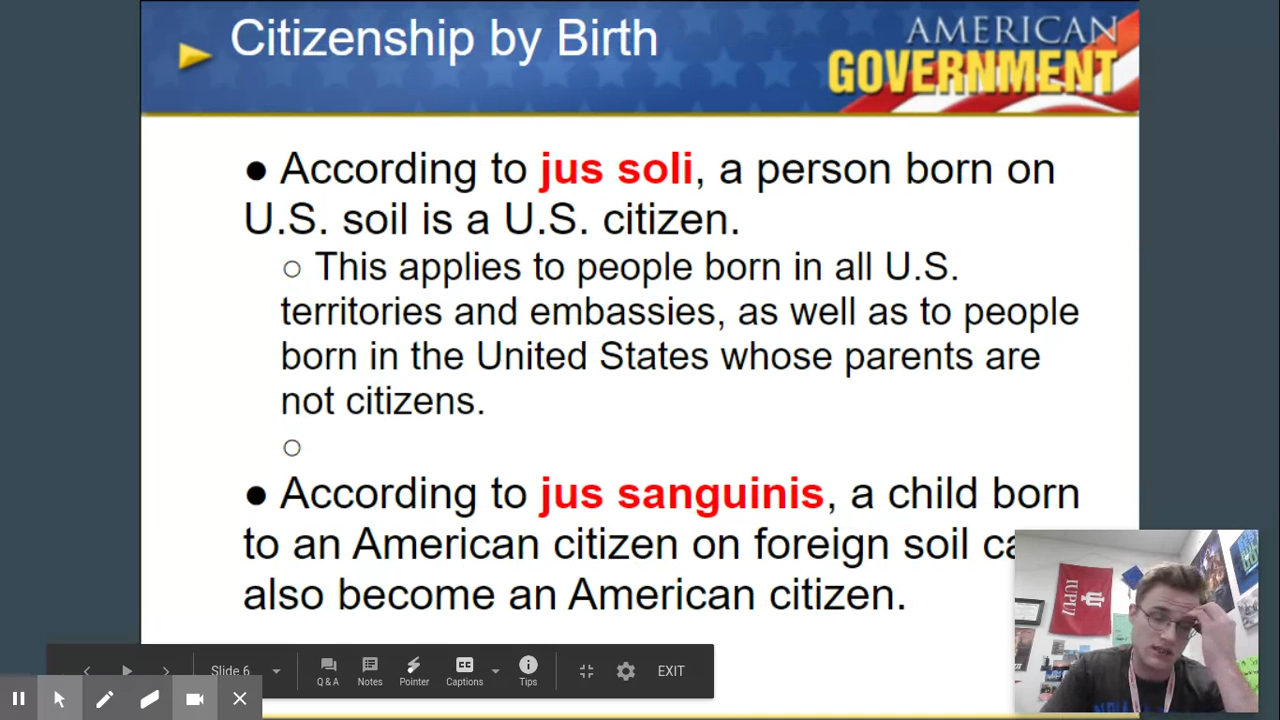 Citizenship by Birth
AMERICAN
GOVERNMENT
● According to jus soli, a person born on
U.S. soil is a U.S. citizen.
○ This applies to people born in all U.S.
territories and embassies, as well as to people
born in the United States whose parents are
not citizens.
○
● According to jus sanguinis, a child born
to an American citizen on foreign soil
also become an American citizen.
IUPUI
Slide 6
Q & A
Notes
Pointer
CC
Captions
Tips
EXIT